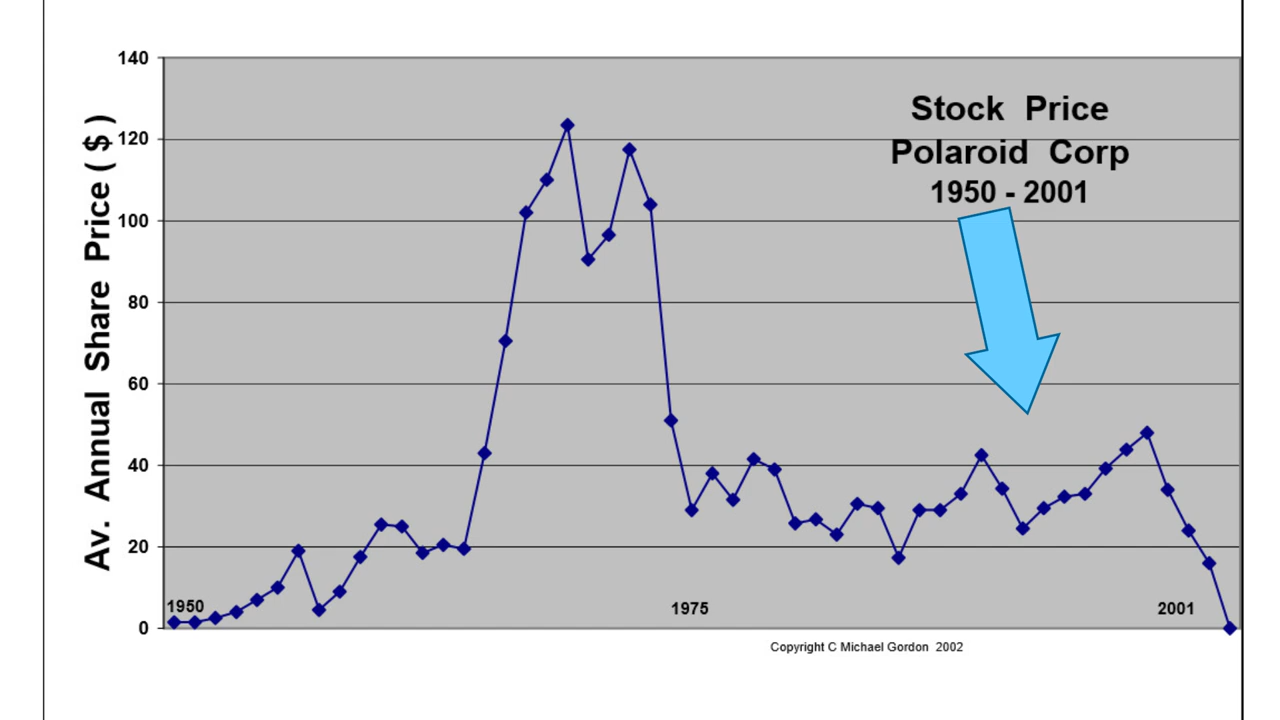 140
Stock Price
Polaroid Corp
1950 - 2001
Av. Annual Share Price ( $ )
120
100
80
60
40
20
0
1950
1975
2001
Copyright C Michael Gordon 2002